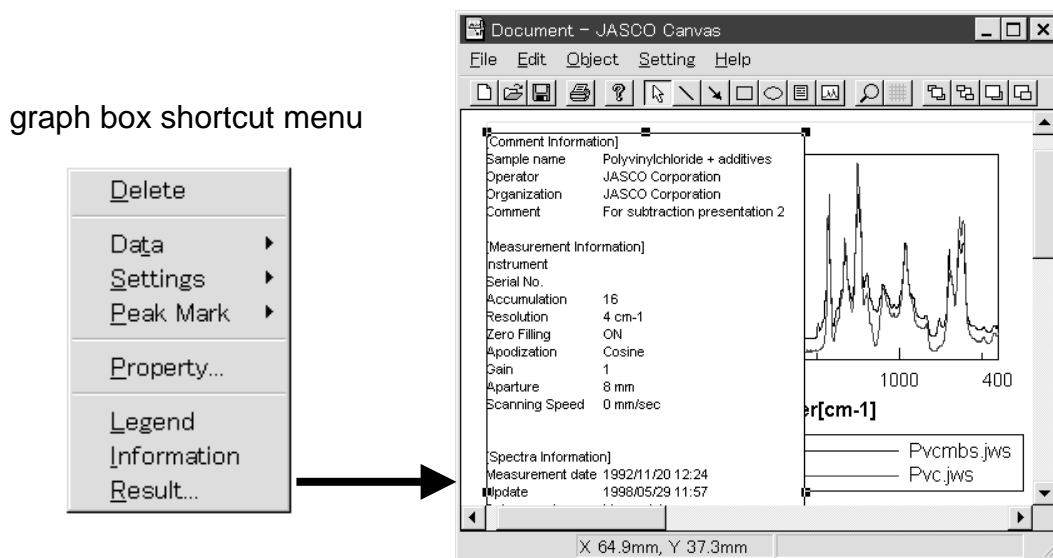 graph box shortcut menu
Delete
Data
Settings
Peak Mark
Property...
Legend
Information
Result...
Document - JASCO Canvas
File Edit Object Setting Help
[Comment Information]
Sample name Polyvinylchloride + additives
Operator JASCO Corporation
Organization JASCO Corporation
Comment For subtraction presentation 2
[Measurement Information]
nstrument
Serial No.
Accumulation 16
Resolution 4 cm-1
Zero Filling ON
Apodization Cosine
Gain 1
Aparture 8 mm
Scanning Speed 0 mm/sec
[Spectra Information]
Measurement date 1992/11/20 12:24
Update 1998/05/29 11:57
1000 400
er[cm-1]
Pvcmbs.jws
Pvc.jws
X 64.9mm, Y 37.3mm